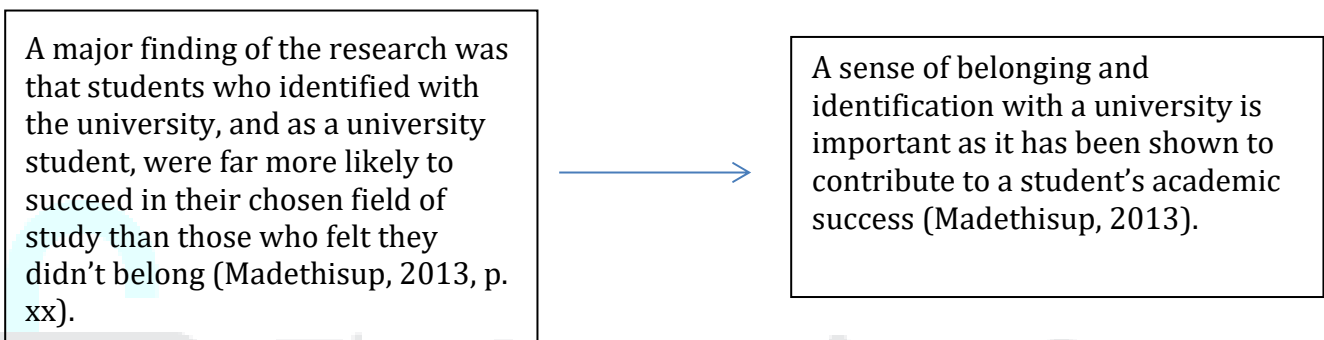 A major finding of the research was
that students who identified with
the university, and as a university
student, were far more likely to
succeed in their chosen field of
study than those who felt they
didn’t belong (Madethisup, 2013, p.
xx).
A sense of belonging and
identification with a university is
important as it has been shown to
contribute to a student’s academic
success (Madethisup, 2013).